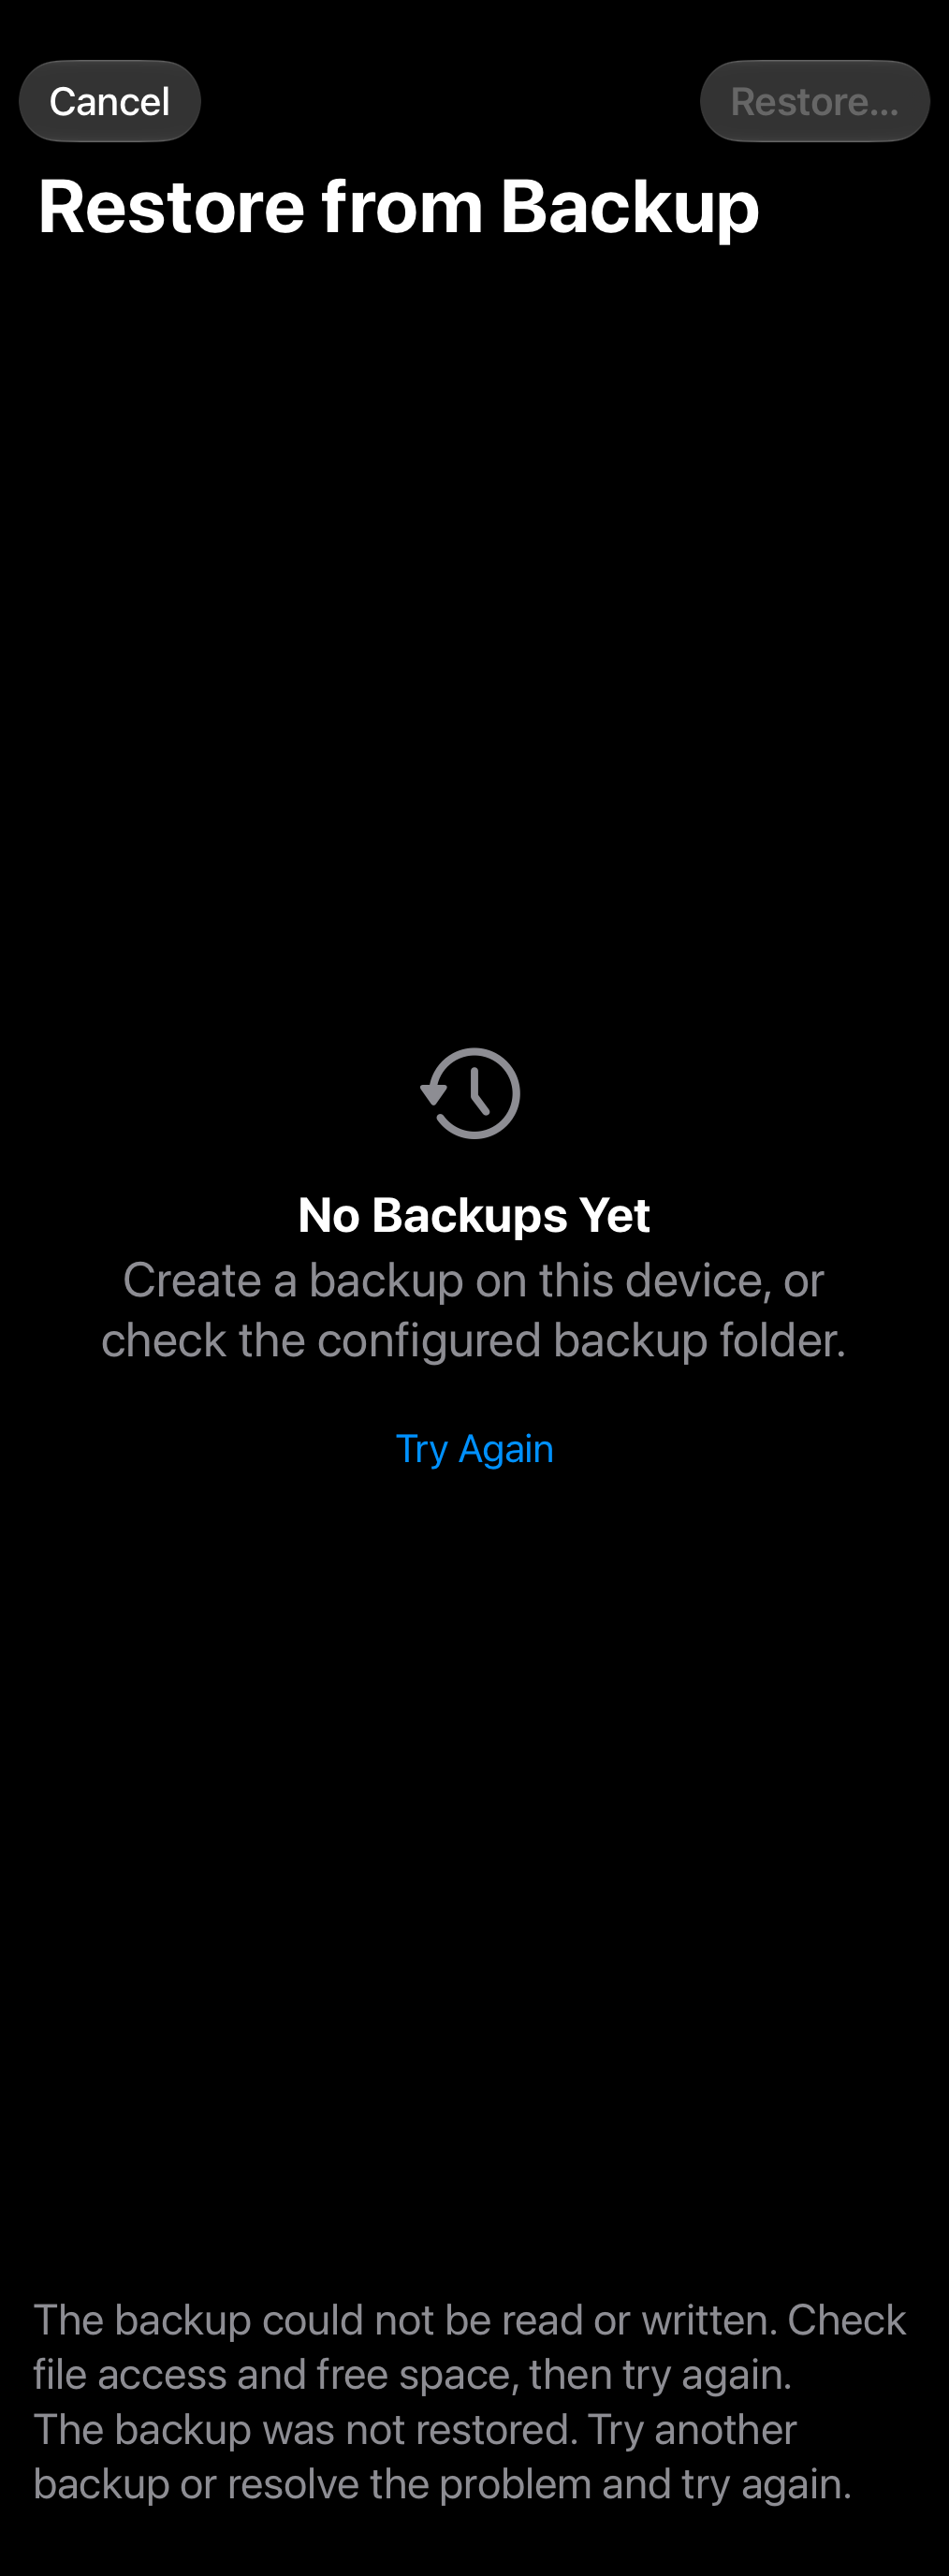 Cancel
Restore...
Restore from Backup
No Backups Yet
Create a backup on this device, or
check the configured backup folder.
Try Again
The backup could not be read or written. Check
file access and free space, then try again.
The backup was not restored. Try another
backup or resolve the problem and try again.